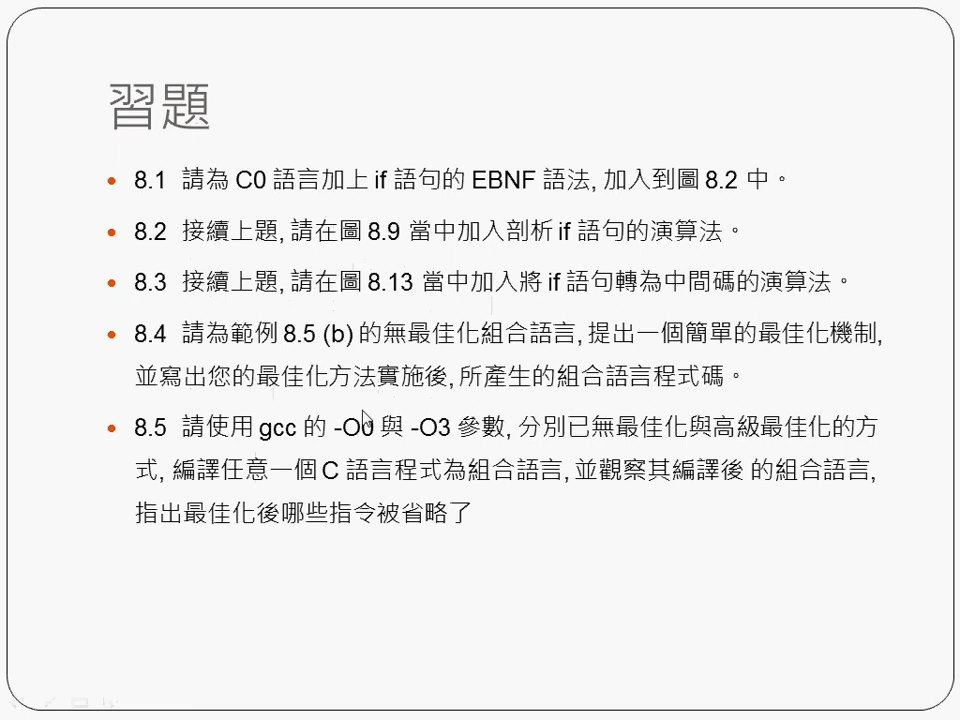 習題
8.1 請為 C0 語言加上 if 語句的 EBNF 語法, 加入到圖 8.2 中。
8.2 接續上題, 請在圖 8.9 當中加入剖析 if 語句的演算法。
8.3 接續上題, 請在圖 8.13 當中加入將 if 語句轉為中間碼的演算法。
8.4 請為範例 8.5 (b) 的無最佳化組合語言, 提出一個簡單的最佳化機制,
並寫出您的最佳化方法實施後, 所產生的組合語言程式碼。
8.5 請使用 gcc 的 -O0 與 -O3 參數, 分別已無最佳化與高級最佳化的方
式, 編譯任意一個 C 語言程式為組合語言, 並觀察其編譯後 的組合語言,
指出最佳化後哪些指令被省略了